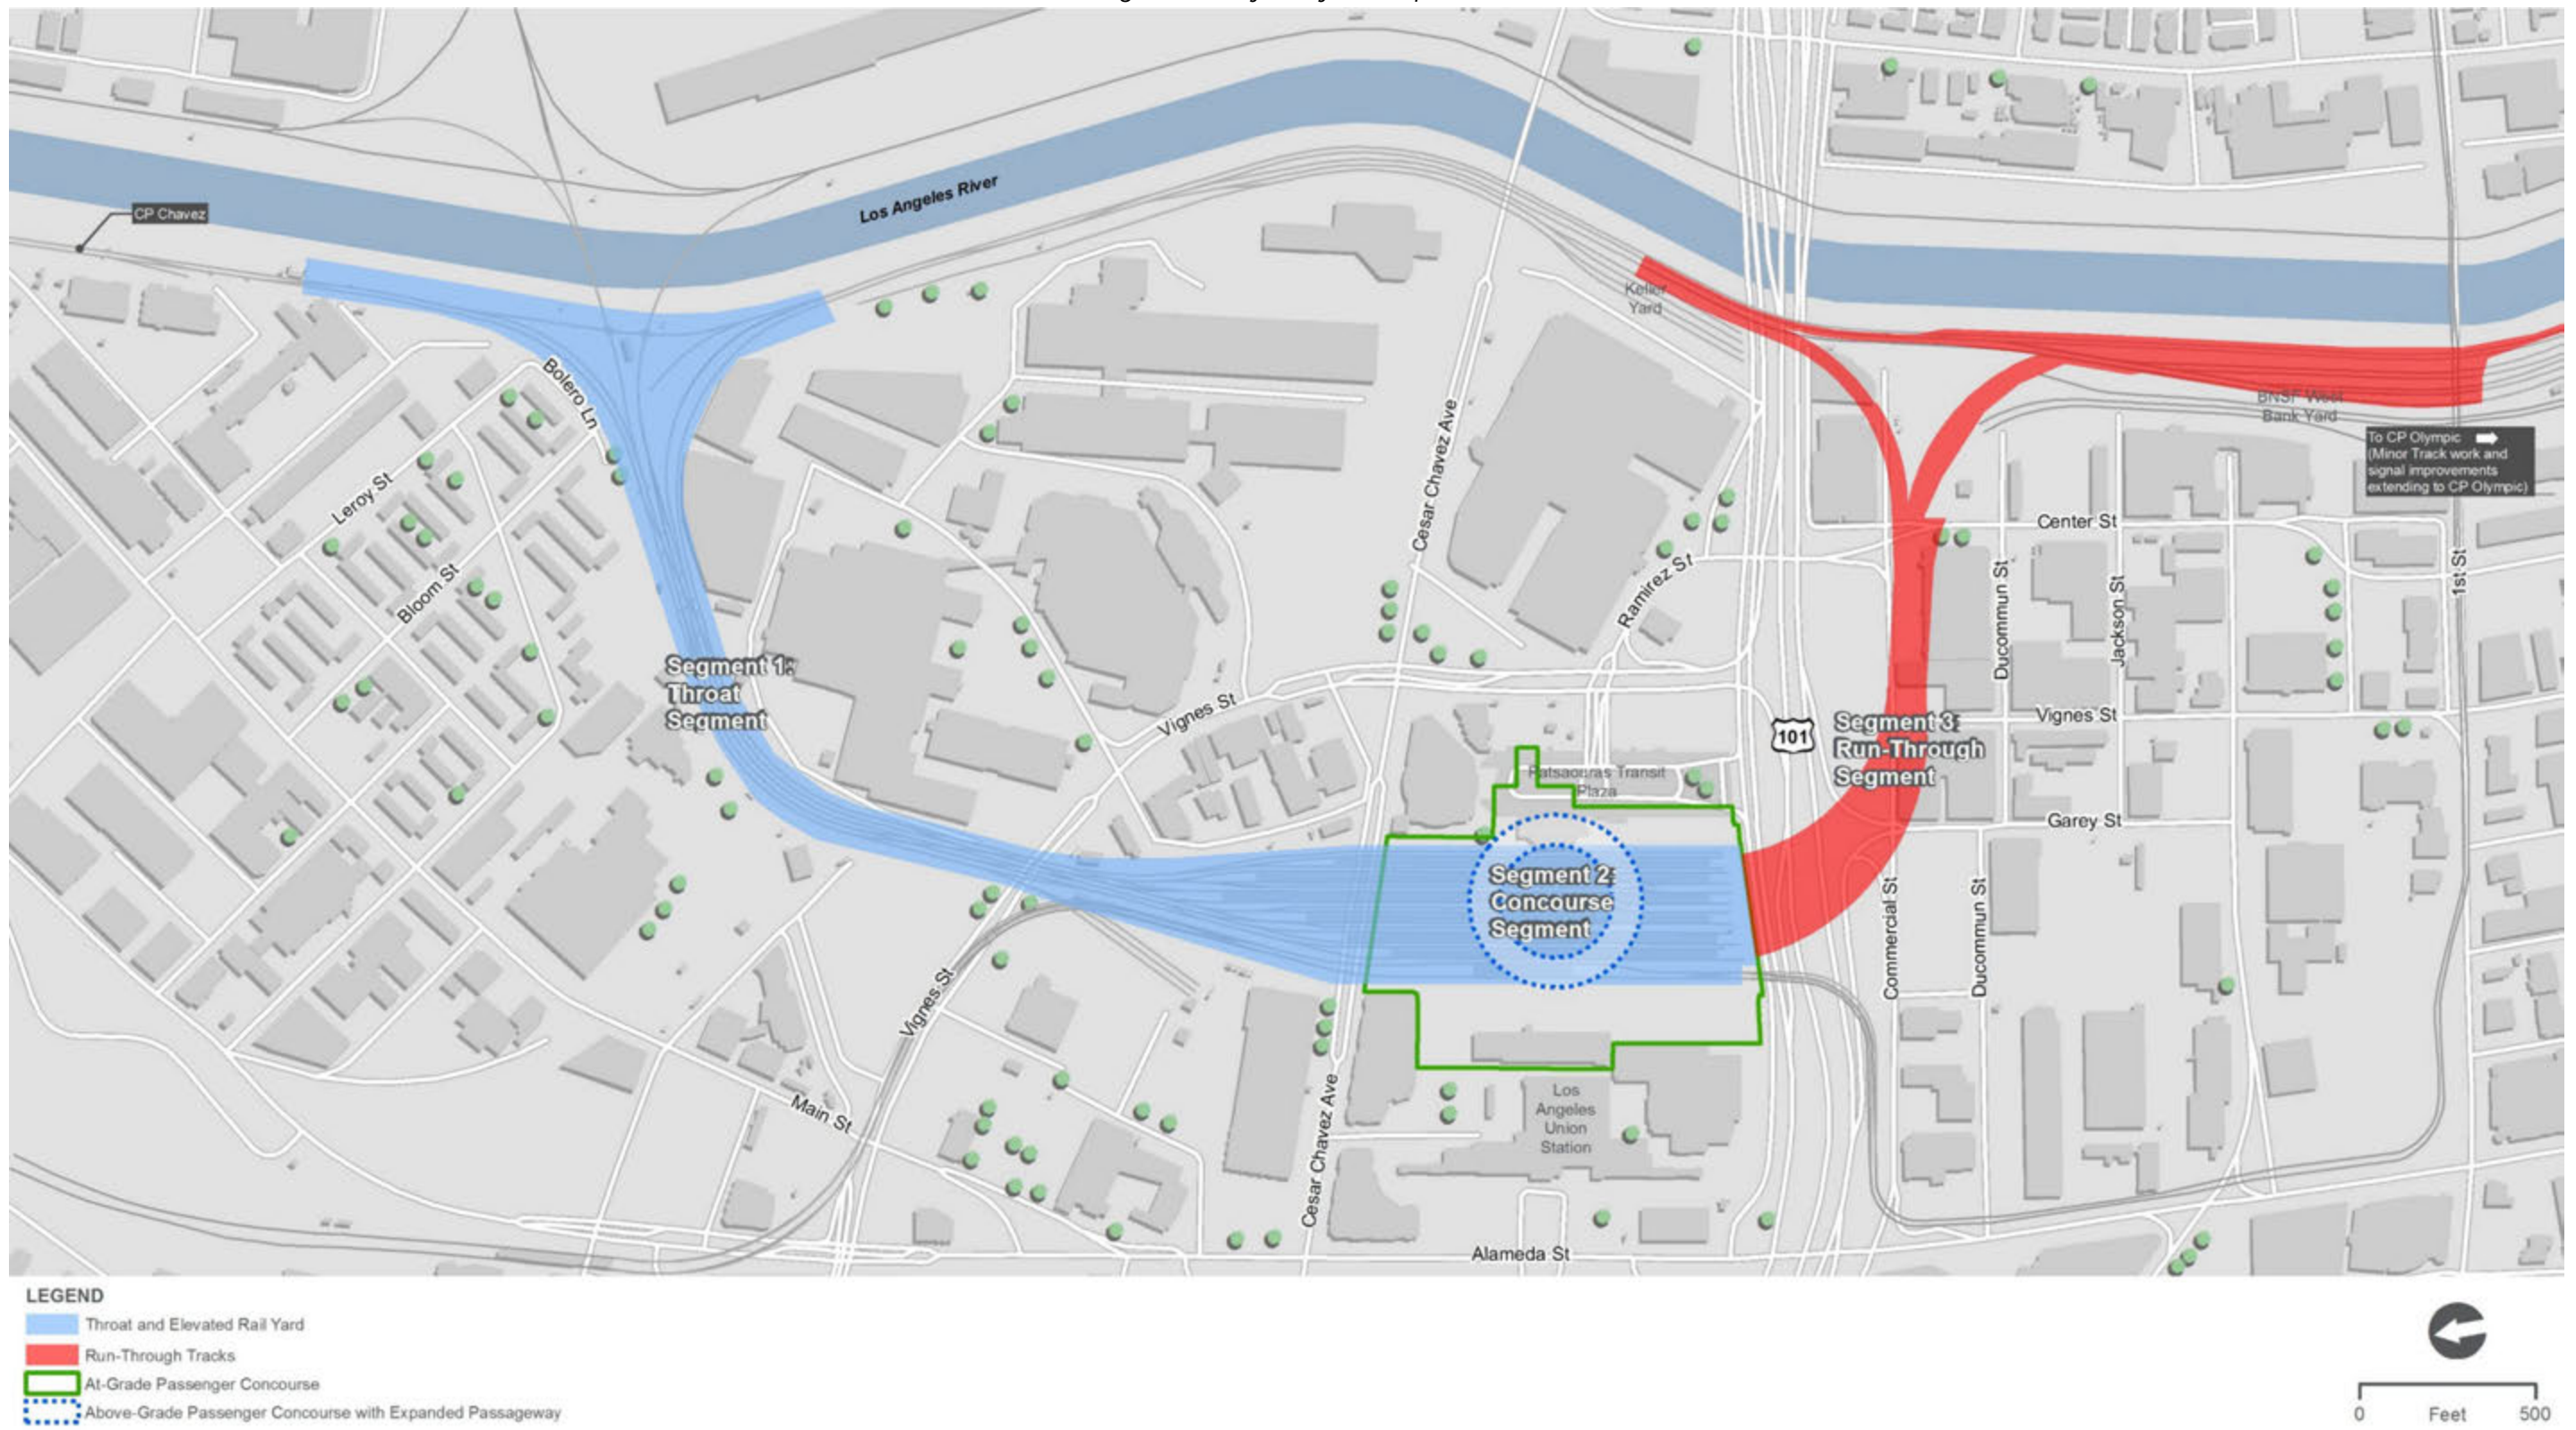 Los Angeles River
CP Chavez
Keller
Yard
Bolero Ln
BNSF West
Bank Yard
To CP Olympic
(Minor Track work and
signal improvements
extending to CP Olympic)
Leroy St
Cesar Chavez Ave
Center St
Bloom St
Ramirez St
Ducommun St
Jackson St
1st St
Segment 1:
Throat
Segment
Vignes St
101
Segment 3:
Run-Through
Segment
Vignes St
Patsaouras Transit
Plaza
Garey St
Segment 2:
Concourse
Segment
Commercial St
Ducommun St
Vignes St
Main St
Cesar Chavez Ave
Los
Angeles
Union
Station
Alameda St
LEGEND
Throat and Elevated Rail Yard
Run-Through Tracks
At-Grade Passenger Concourse
Above-Grade Passenger Concourse with Expanded Passageway
0 Feet 500